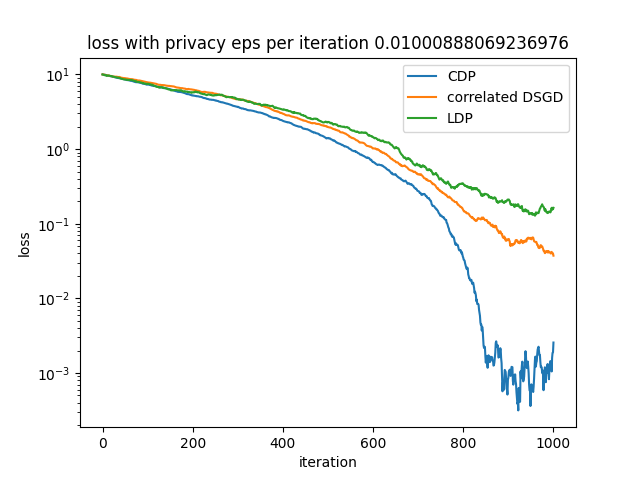 loss with privacy eps per iteration 0.01000888069236976
CDP
correlated DSGD
LDP
10¹
10⁰
10⁻¹
10⁻²
10⁻³
loss
0 200 400 600 800 1000
iteration